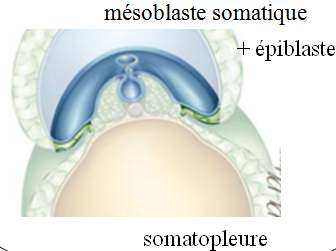 mésoblaste somatique
+ épiblaste
somatopleure